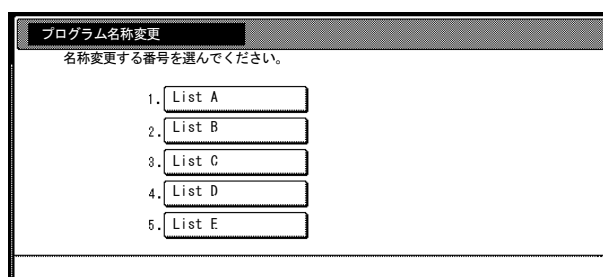 プログラム名称変更
名称変更する番号を選んでください。
1. List A
2. List B
3. List C
4. List D
5. List E